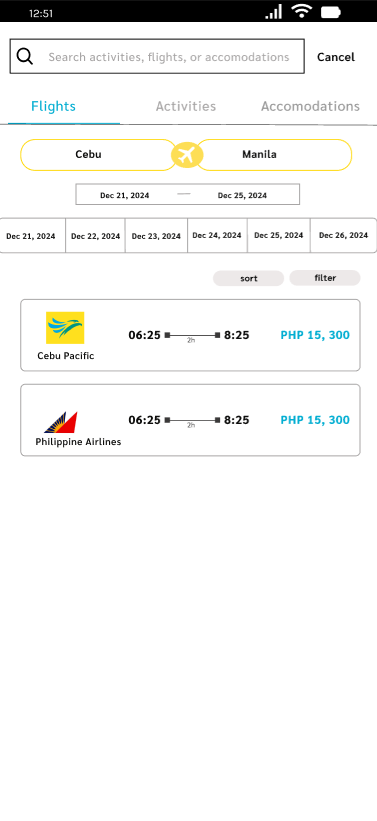 12:51
Search activities, flights, or accomodations Cancel
Flights Activities Accomodations
Cebu Manila
Dec 21, 2024 — Dec 25, 2024
Dec 21, 2024 Dec 22, 2024 Dec 23, 2024 Dec 24, 2024 Dec 25, 2024 Dec 26, 2024
sort filter
06:25 8:25 PHP 15, 300
2h
Cebu Pacific
06:25 8:25 PHP 15, 300
2h
Philippine Airlines